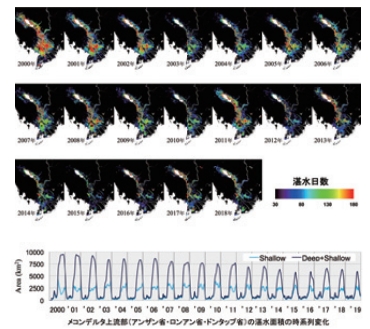 2000年 2001年 2002年 2003年 2004年 2005年 2006年
2007年 2008年 2009年 2010年 2011年 2012年 2013年
2014年 2015年 2016年 2017年 2018年
湛水日数
30 60 120 180
Shallow Deep+Shallow
Area (km²)
10000
7500
5000
2500
0
2000 '01 '02 '03 '04 '05 '06 '07 '08 '09 '10 '11 '12 '13 '14 '15 '16 '17 '18 '19
メコンデルタ上流部(アンザン省・ロンアン省・ドンタップ省)の湛水面積の時系列変化